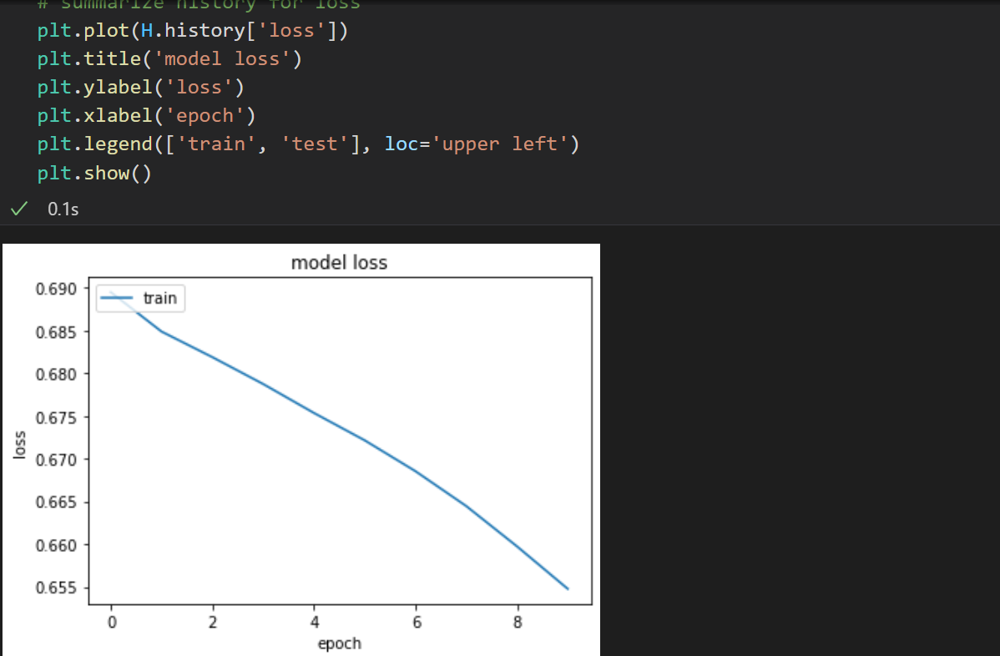 # summarize history for loss
plt.plot(H.history['loss'])
plt.title('model loss')
plt.ylabel('loss')
plt.xlabel('epoch')
plt.legend(['train', 'test'], loc='upper left')
plt.show()
0.1s
model loss
train
0.690
0.685
0.680
0.675
0.670
0.665
0.660
0.655
loss
0 2 4 6 8
epoch